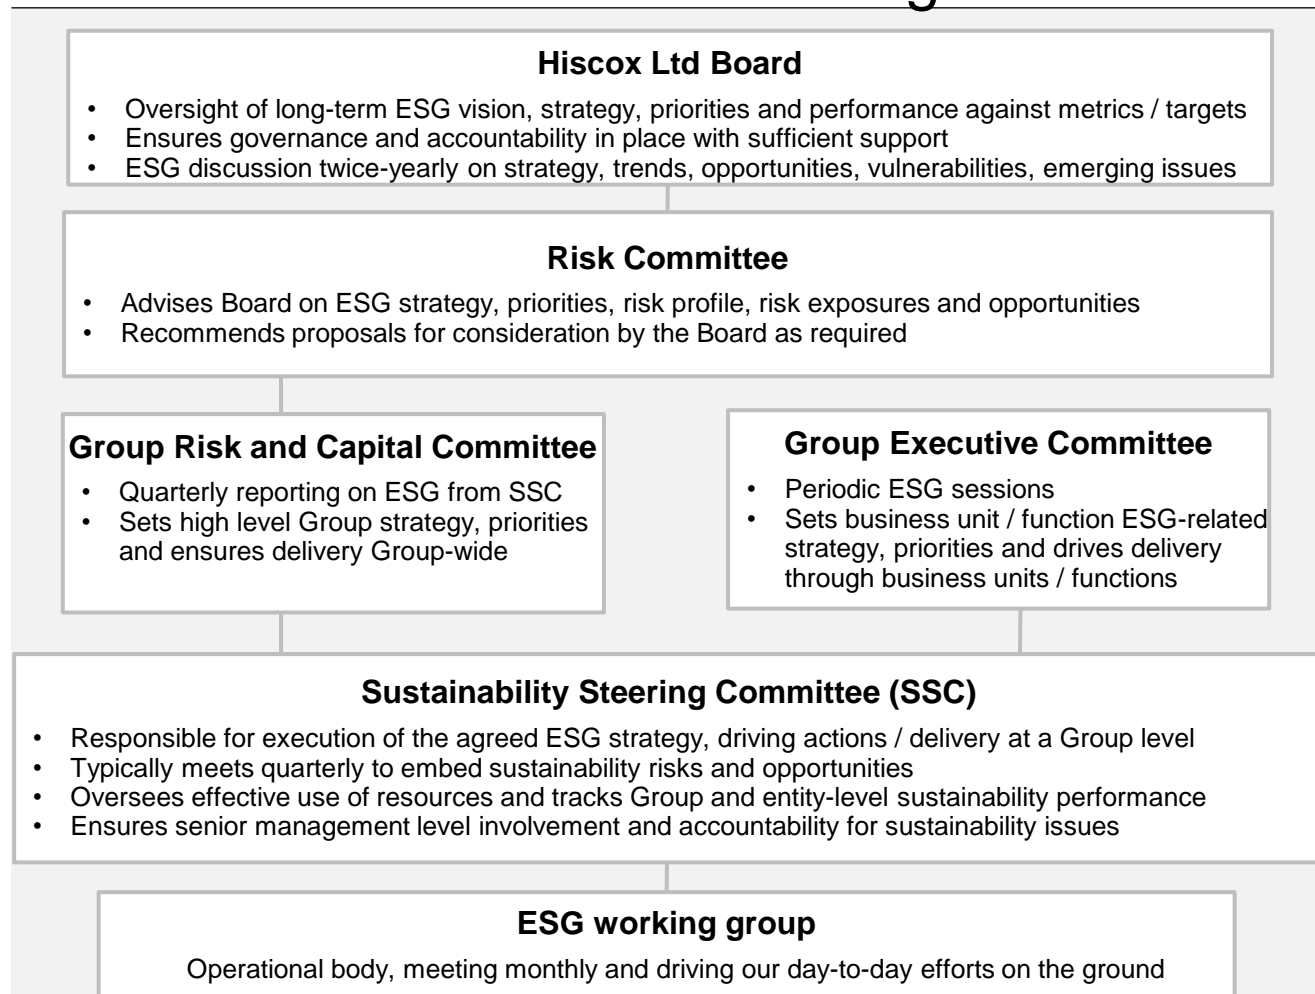 Hiscox Ltd Board
• Oversight of long-term ESG vision, strategy, priorities and performance against metrics / targets
• Ensures governance and accountability in place with sufficient support
• ESG discussion twice-yearly on strategy, trends, opportunities, vulnerabilities, emerging issues
Risk Committee
• Advises Board on ESG strategy, priorities, risk profile, risk exposures and opportunities
• Recommends proposals for consideration by the Board as required
Group Risk and Capital Committee
• Quarterly reporting on ESG from SSC
• Sets high level Group strategy, priorities
and ensures delivery Group-wide
Group Executive Committee
• Periodic ESG sessions
• Sets business unit / function ESG-related
strategy, priorities and drives delivery
through business units / functions
Sustainability Steering Committee (SSC)
• Responsible for execution of the agreed ESG strategy, driving actions / delivery at a Group level
• Typically meets quarterly to embed sustainability risks and opportunities
• Oversees effective use of resources and tracks Group and entity-level sustainability performance
• Ensures senior management level involvement and accountability for sustainability issues
ESG working group
Operational body, meeting monthly and driving our day-to-day efforts on the ground